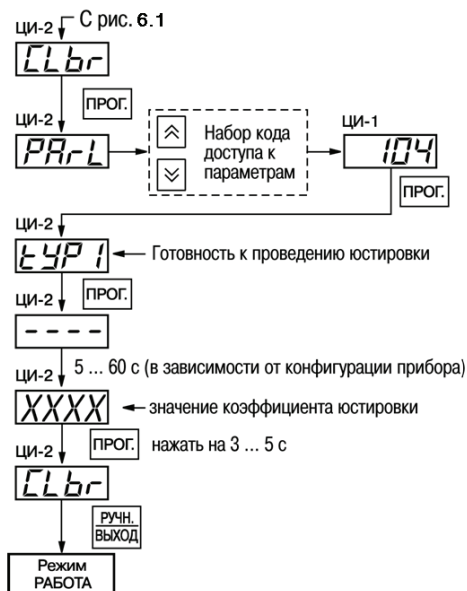 ЦИ-2 С рис. 6.1
CLbr
ПРОГ.
ЦИ-2
PArL
Набор кода
доступа к
параметрам
ЦИ-1
104
ПРОГ.
ЦИ-2
tYP1 Готовность к проведению юстировки
ЦИ-2 ПРОГ.
- - - -
5 ... 60 с (в зависимости от конфигурации прибора)
ЦИ-2
XXXX значение коэффициента юстировки
ЦИ-2 ПРОГ. нажать на 3 ... 5 с
CLbr
РУЧН.
ВЫХОД
Режим
РАБОТА